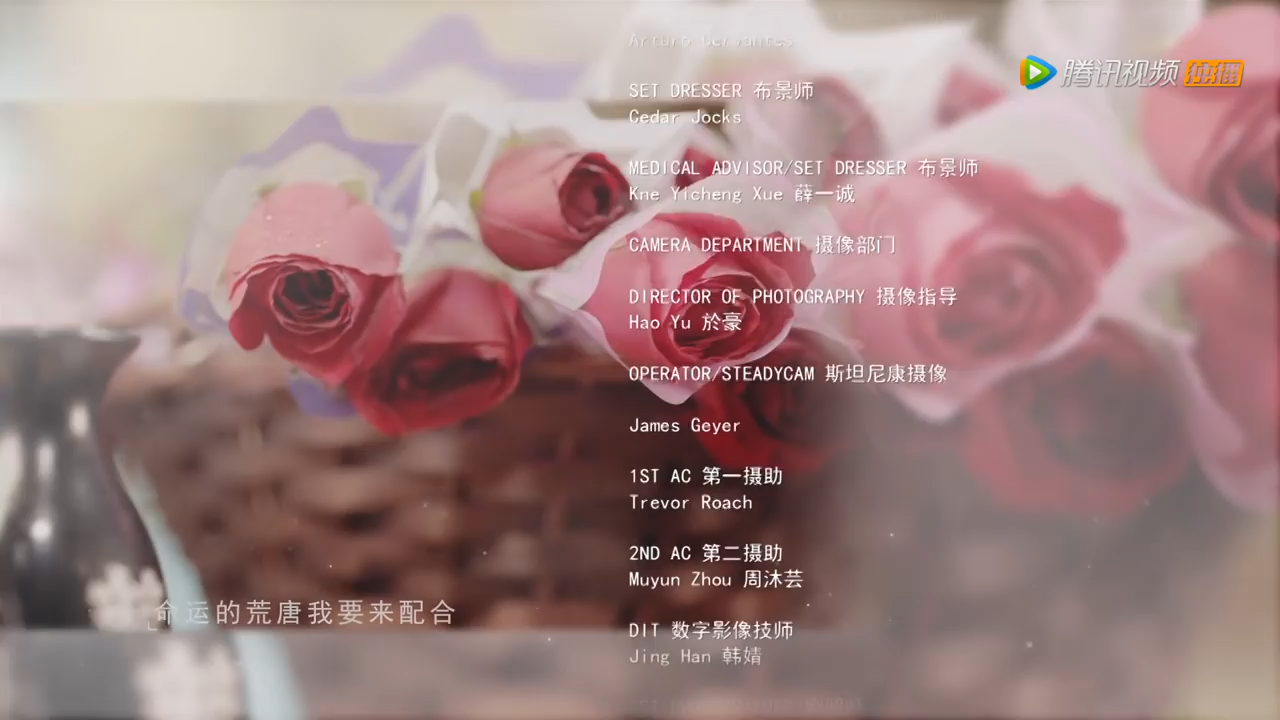 Arturo Cervantes
腾讯视频 独播
SET DRESSER 布景师
Cedar Jocks
MEDICAL ADVISOR/SET DRESSER 布景师
Kne Yicheng Xue 薛一诚
CAMERA DEPARTMENT 摄像部门
DIRECTOR OF PHOTOGRAPHY 摄像指导
Hao Yu 於豪
OPERATOR/STEADYCAM 斯坦尼康摄像
James Geyer
1ST AC 第一摄助
Trevor Roach
2ND AC 第二摄助
Muyun Zhou 周沐芸
命运的荒唐我要来配合
DIT 数字影像技师
Jing Han 韩婧